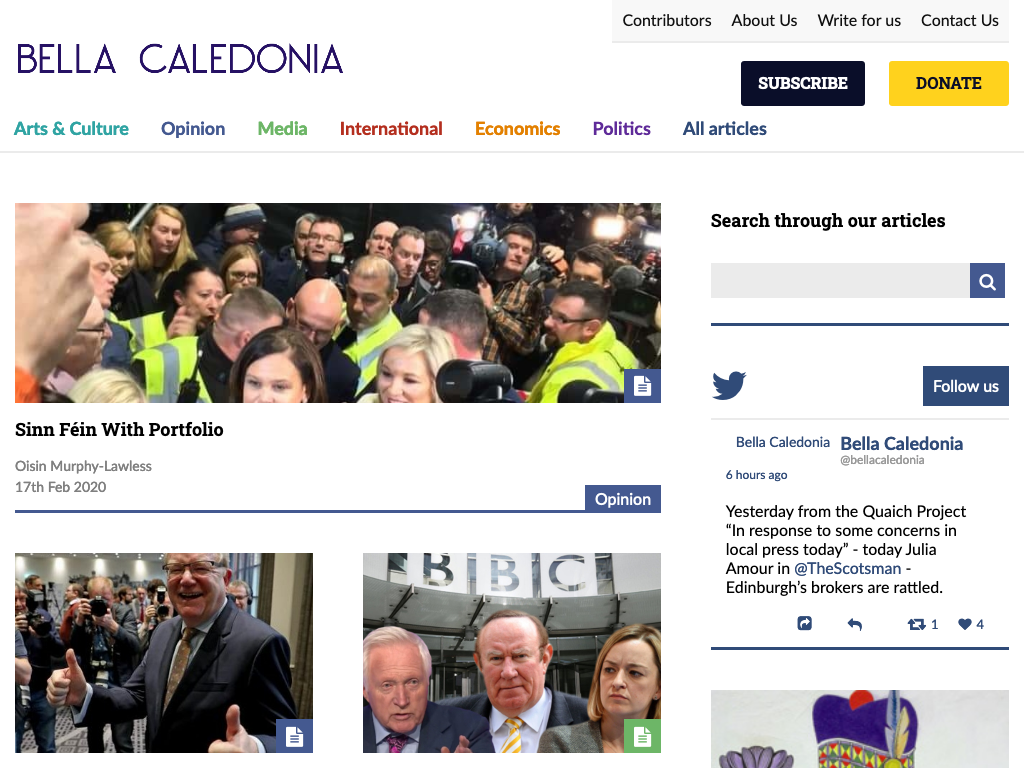 Contributors About Us Write for us Contact Us
BELLA CALEDONIA
SUBSCRIBE DONATE
Arts & Culture Opinion Media International Economics Politics All articles
Search through our articles
Follow us
Sinn Féin With Portfolio
Oisin Murphy-Lawless
17th Feb 2020
Opinion
Bella Caledonia Bella Caledonia
@bellacaledonia
6 hours ago
Yesterday from the Quaich Project
“In response to some concerns in
local press today” - today Julia
Amour in @TheScotsman -
Edinburgh’s brokers are rattled.
1 4
BBC